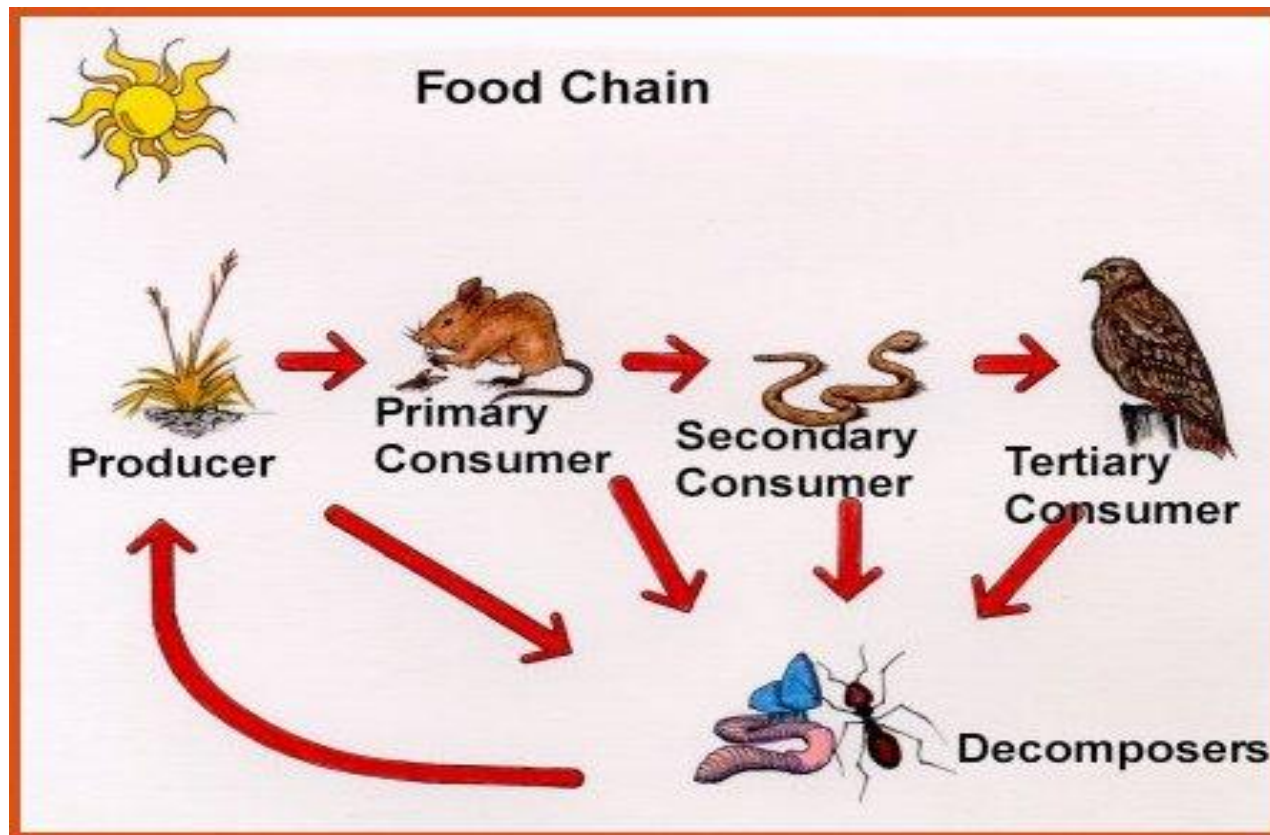 Food Chain
Producer
Primary
Consumer
Secondary
Consumer
Tertiary
Consumer
Decomposers